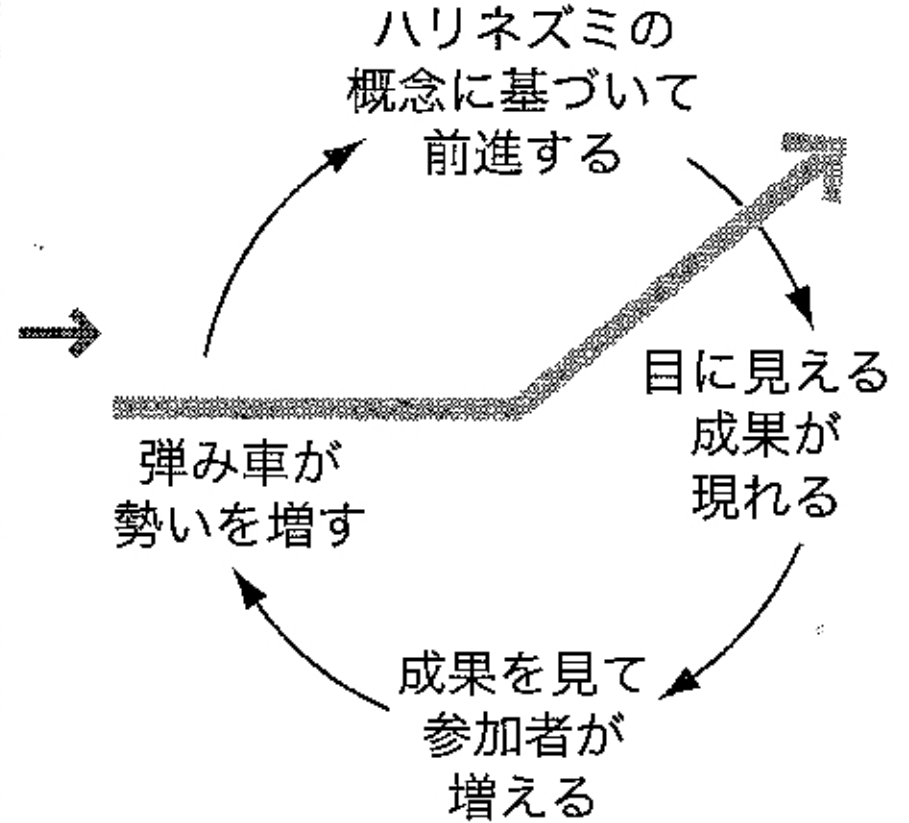 ハリネズミの
概念に基づいて
前進する
目に見える
成果が
現れる
成果を見て
参加者が
増える
弾み車が
勢いを増す